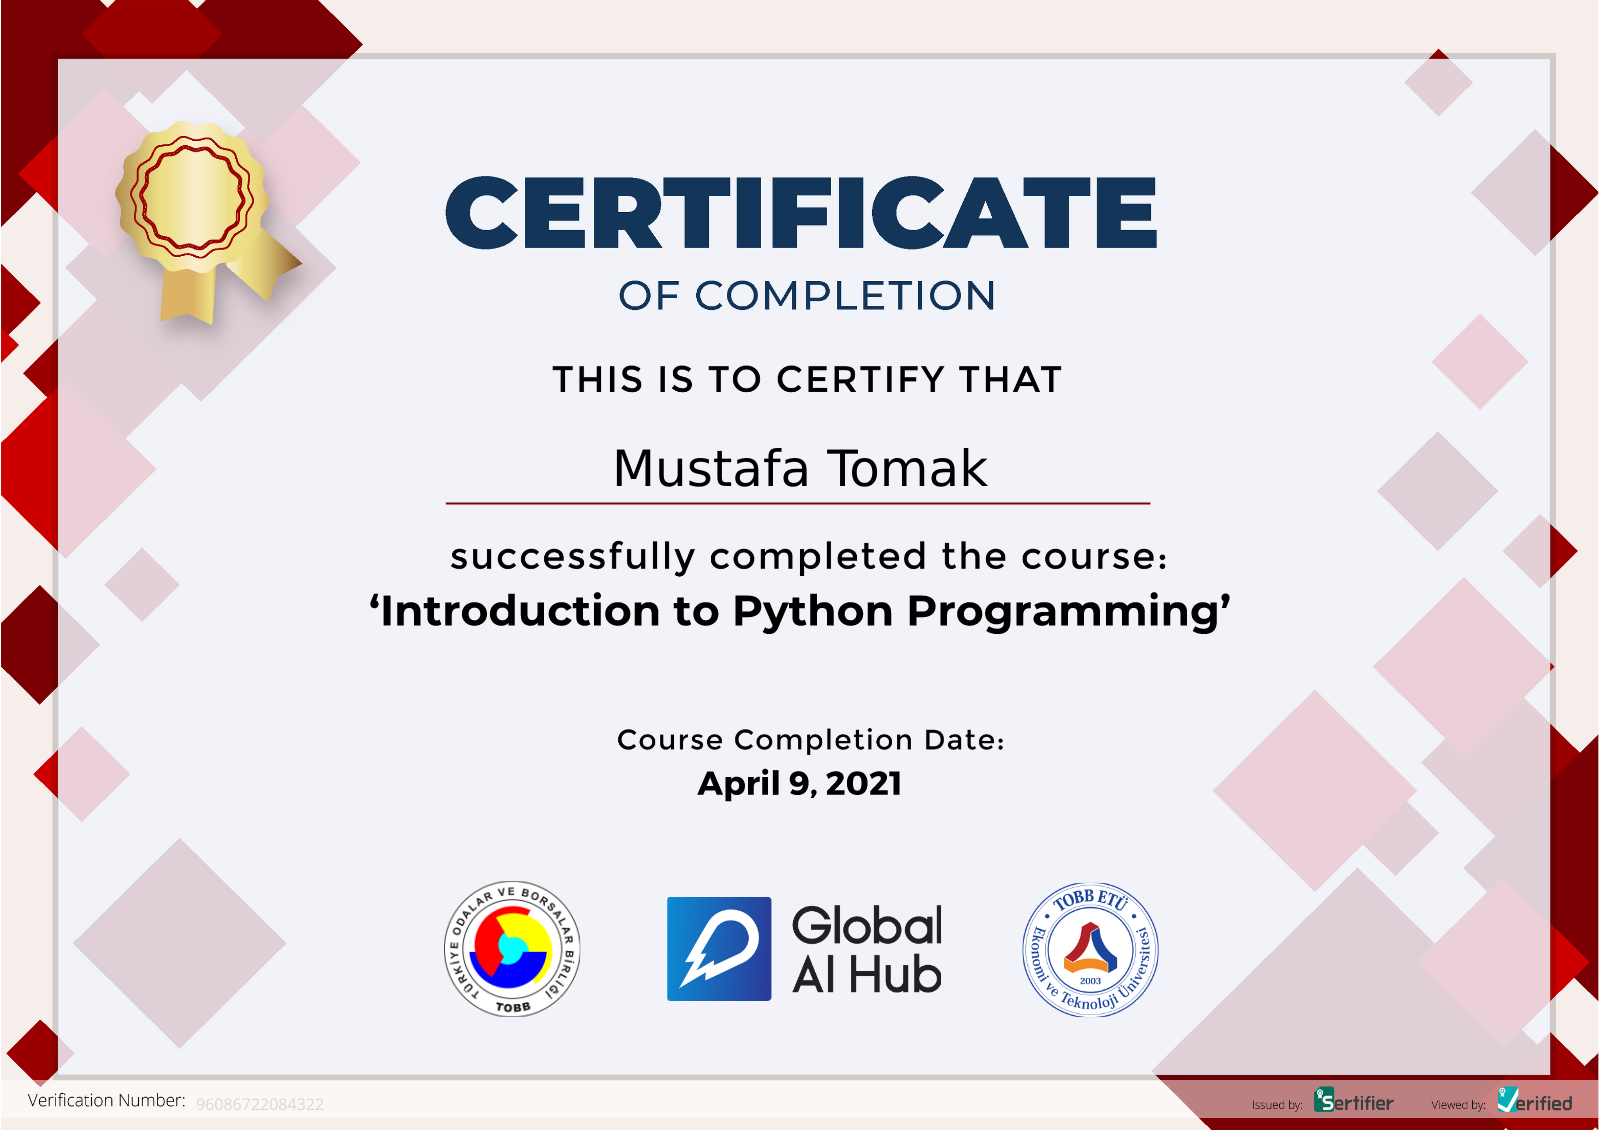 CERTIFICATE
OF COMPLETION
THIS IS TO CERTIFY THAT
Mustafa Tomak
successfully completed the course:
‘Introduction to Python Programming’
Course Completion Date:
April 9, 2021
TÜRKİYE ODALAR VE BORSALAR BİRLİĞİ
TOBB
Global
AI Hub
TOBB ETÜ
2003
Ekonomi ve Teknoloji Üniversitesi
Verification Number: 96086722084322
Issued by: Sertifier
Viewed by: Verified